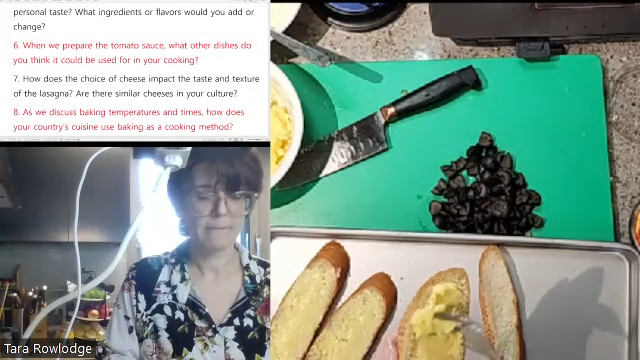 personal taste? What ingredients or flavors would you add or
change?
6. When we prepare the tomato sauce, what other dishes do
you think it could be used for in your cooking?
7. How does the choice of cheese impact the taste and texture
of the lasagna? Are there similar cheeses in your culture?
8. As we discuss baking temperatures and times, how does
your country's cuisine use baking as a cooking method?
Tara Rowlodge